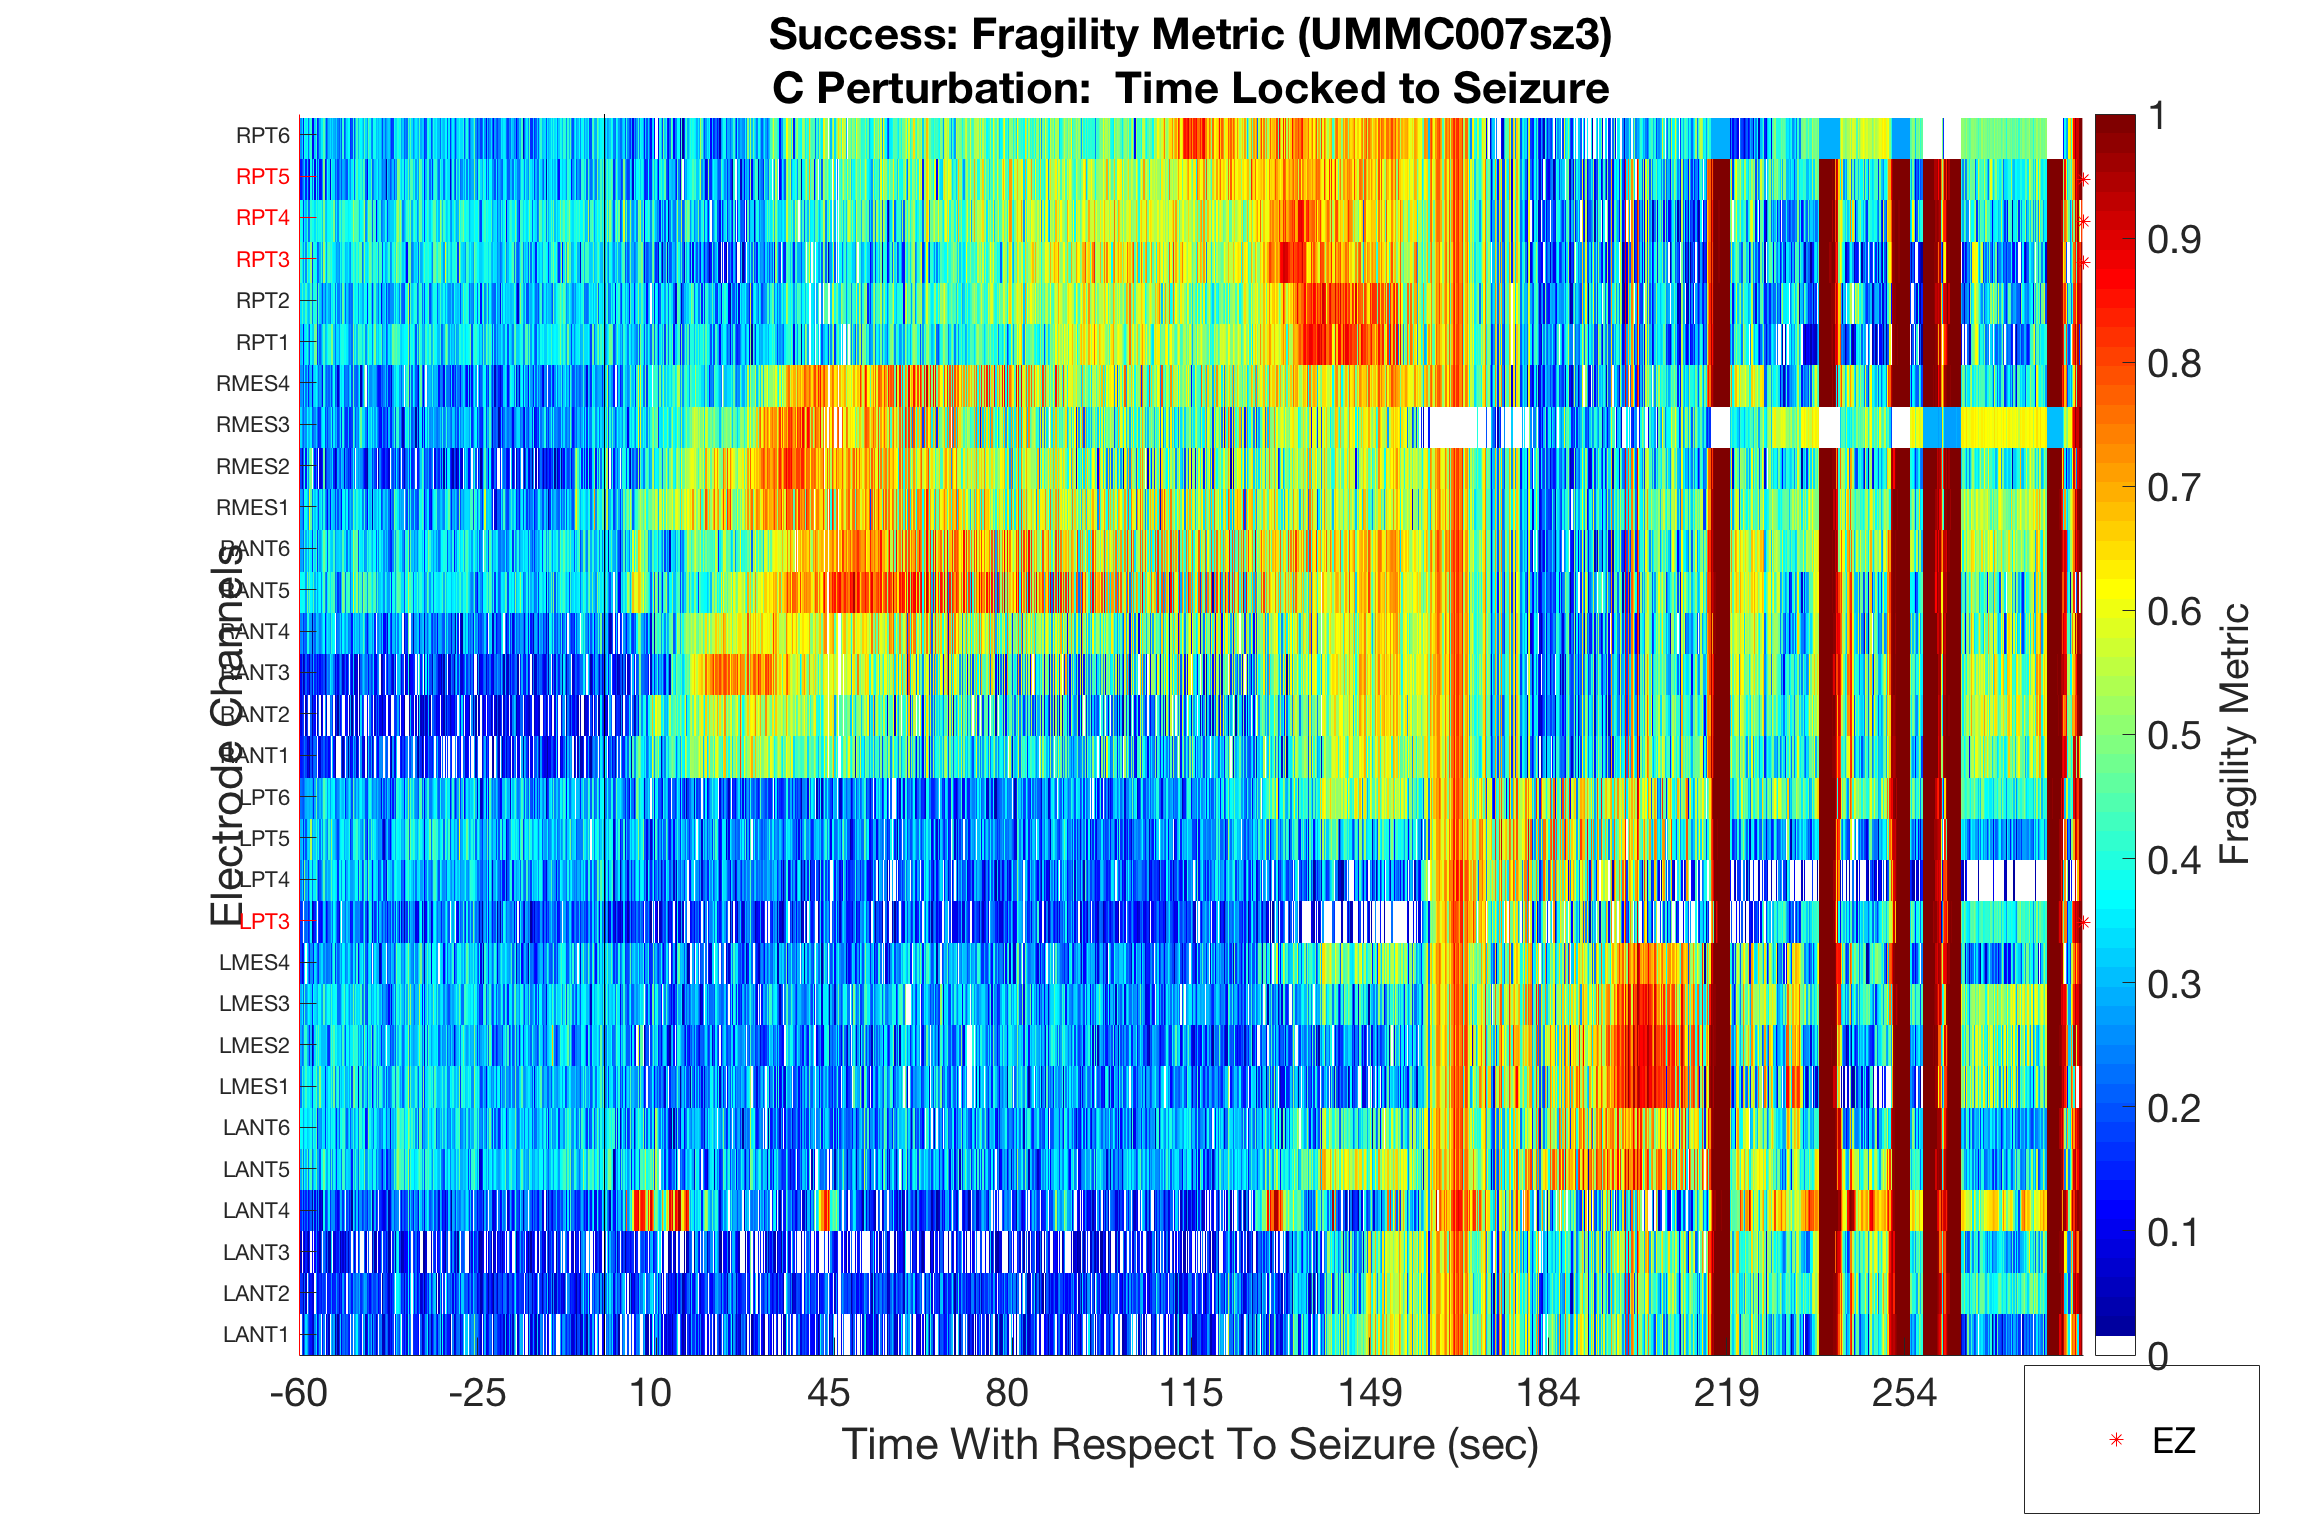 Success: Fragility Metric (UMMC007sz3)
C Perturbation:  Time Locked to Seizure
Electrode Channels
RPT6
RPT5
RPT4
RPT3
RPT2
RPT1
RMES4
RMES3
RMES2
RMES1
RANT6
RANT5
RANT4
RANT3
RANT2
RANT1
LPT6
LPT5
LPT4
LPT3
LMES4
LMES3
LMES2
LMES1
LANT6
LANT5
LANT4
LANT3
LANT2
LANT1
-60 -25 10 45 80 115 149 184 219 254
Time With Respect To Seizure (sec)
1
0.9
0.8
0.7
0.6
0.5
0.4
0.3
0.2
0.1
0
Fragility Metric
EZ